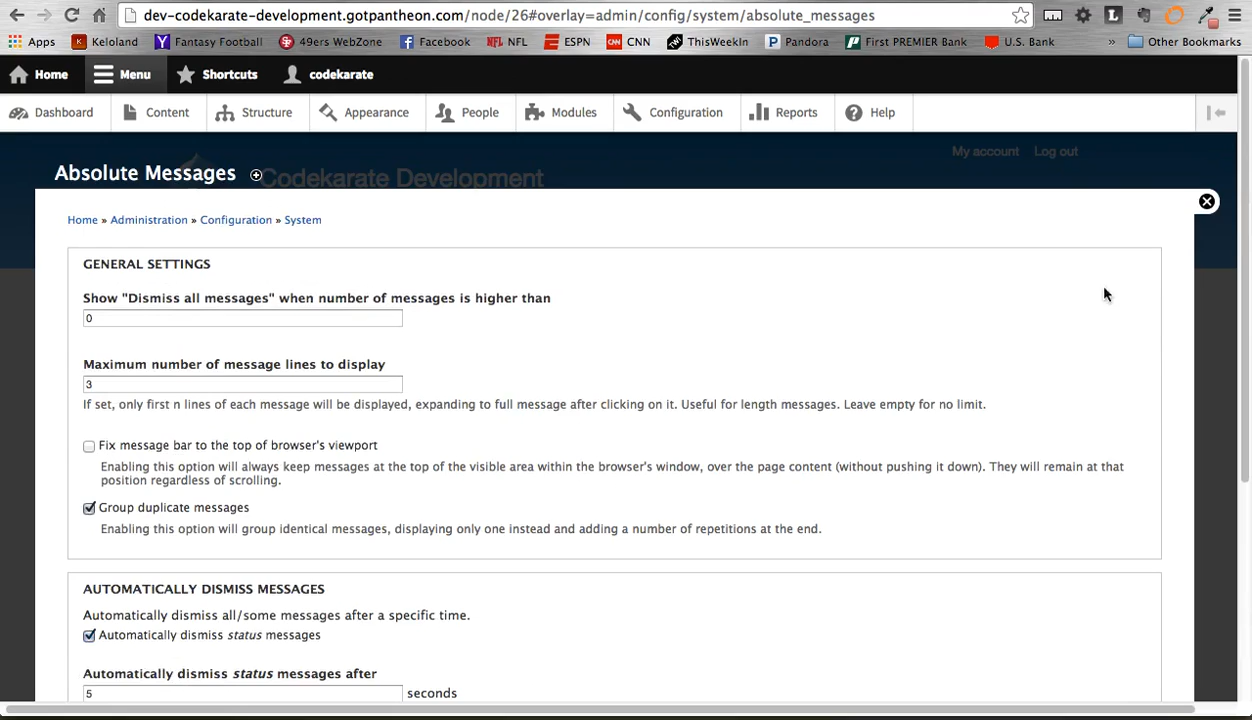 dev-codekarate-development.gotpantheon.com/node/26#overlay=admin/config/system/absolute_messages
Apps Keloland Fantasy Football 49ers WebZone Facebook NFL ESPN CNN ThisWeekIn Pandora First PREMIER Bank U.S. Bank » Other Bookmarks
Home Menu Shortcuts codekarate
Dashboard Content Structure Appearance People Modules Configuration Reports Help
My account Log out
Absolute Messages
Codekarate Development
Home » Administration » Configuration » System
GENERAL SETTINGS
Show "Dismiss all messages" when number of messages is higher than
0
Maximum number of message lines to display
3
If set, only first n lines of each message will be displayed, expanding to full message after clicking on it. Useful for length messages. Leave empty for no limit.
Fix message bar to the top of browser's viewport
Enabling this option will always keep messages at the top of the visible area within the browser's window, over the page content (without pushing it down). They will remain at that
position regardless of scrolling.
Group duplicate messages
Enabling this option will group identical messages, displaying only one instead and adding a number of repetitions at the end.
AUTOMATICALLY DISMISS MESSAGES
Automatically dismiss all/some messages after a specific time.
Automatically dismiss status messages
Automatically dismiss status messages after
5 seconds